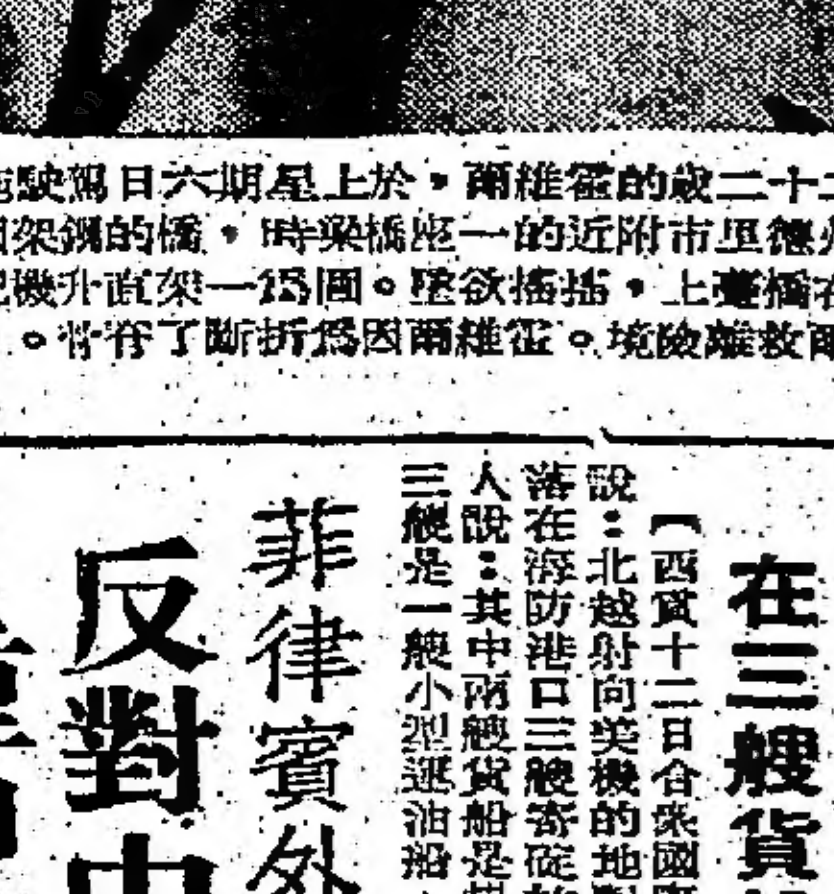 十二歲的霍維爾，於上星期六日駕駛
德里市附近的一座橋樑時，橋的鋼架
橋躉上，搖搖欲墜。圖爲一架直升機
爾救離險境。霍維爾因爲折斷了脊骨。
在三艘貨
【西貢十二日合衆國
說：北越射向美機的地
落在海防港口三艘寄碇
人說：其中兩艘貨船是
三艘是一艘小型運油船
菲律賓外
反對中